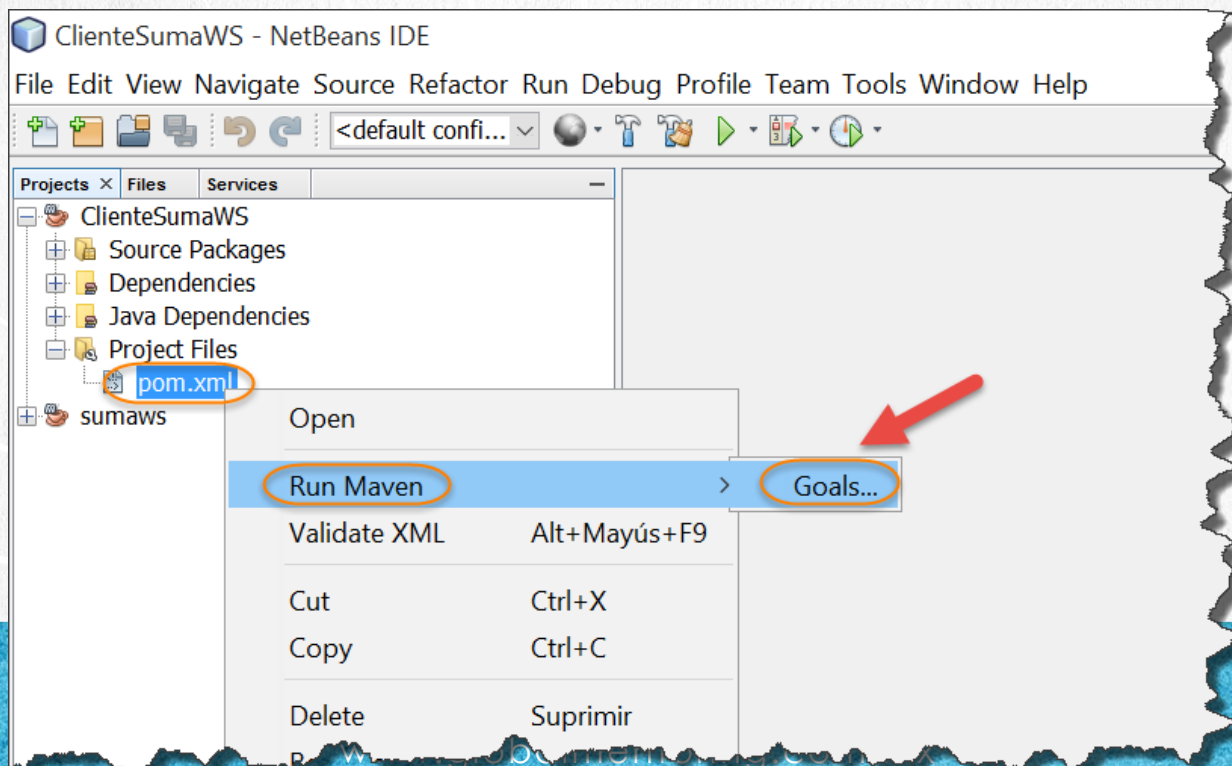 ClienteSumaWS - NetBeans IDE
File Edit View Navigate Source Refactor Run Debug Profile Team Tools Window Help
<default confi...
Projects Files Services
ClienteSumaWS
Source Packages
Dependencies
Java Dependencies
Project Files
pom.xml
sumaws
Open
Run Maven > Goals...
Validate XML Alt+Mayús+F9
Cut Ctrl+X
Copy Ctrl+C
Delete Suprimir